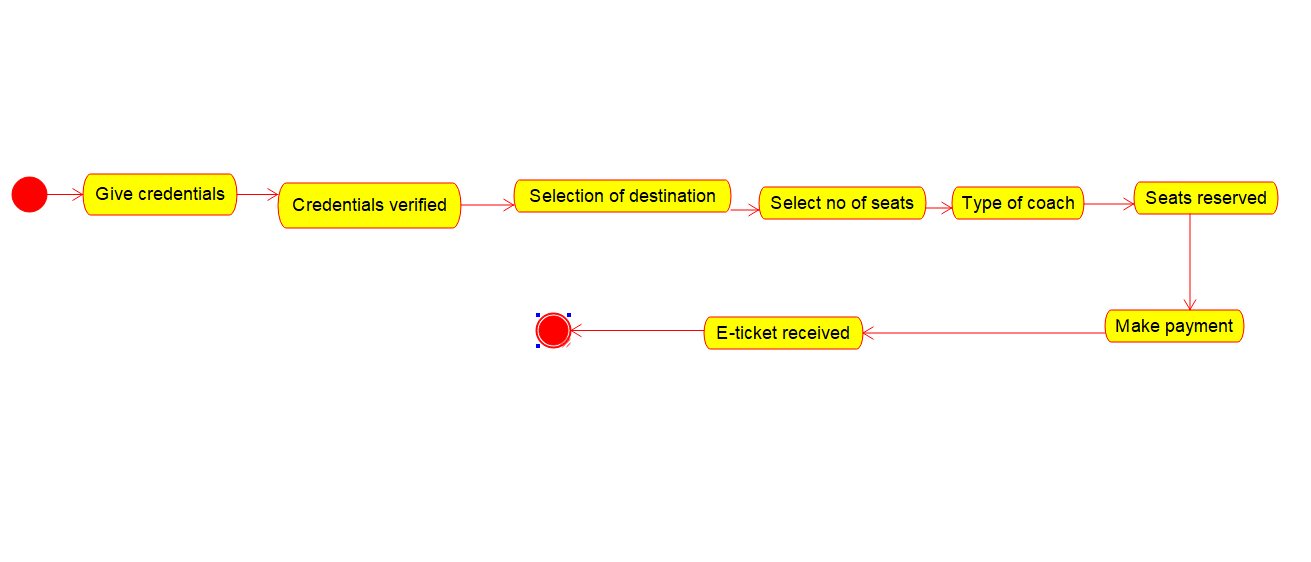 Give credentials
Credentials verified
Selection of destination
Select no of seats
Type of coach
Seats reserved
Make payment
E-ticket received